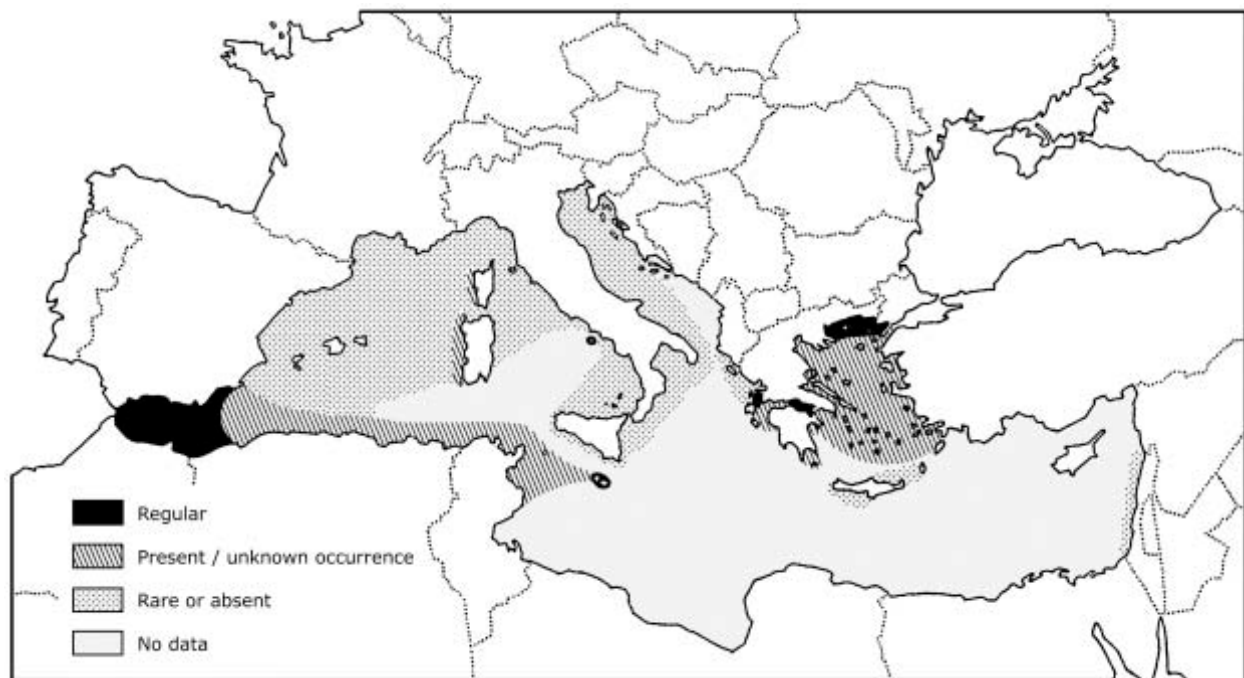 Regular
Present / unknown occurrence
Rare or absent
No data